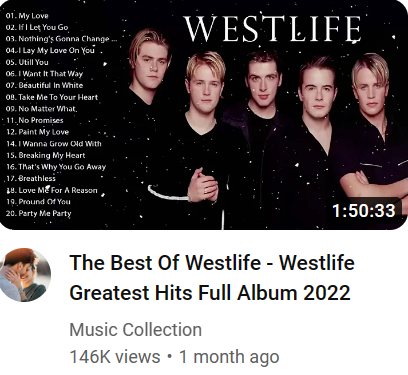 WESTLIFE
01. My Love
02. If I Let You Go
03. Nothing's Gonna Change...
04. I Lay My Love On You
05. Utill You
06. I Want It That Way
07. Beautiful In White
08. Take Me To Your Heart
09. No Matter What
11. No Promises
12. Paint My Love
14. I Wanna Grow Old With
15. Breaking My Heart
16. That's Why You Go Away
17. Breathless
18. Love Me For A Reason
19. Pround Of You
20. Party Me Party
1:50:33
The Best Of Westlife - Westlife
Greatest Hits Full Album 2022
Music Collection
146K views • 1 month ago